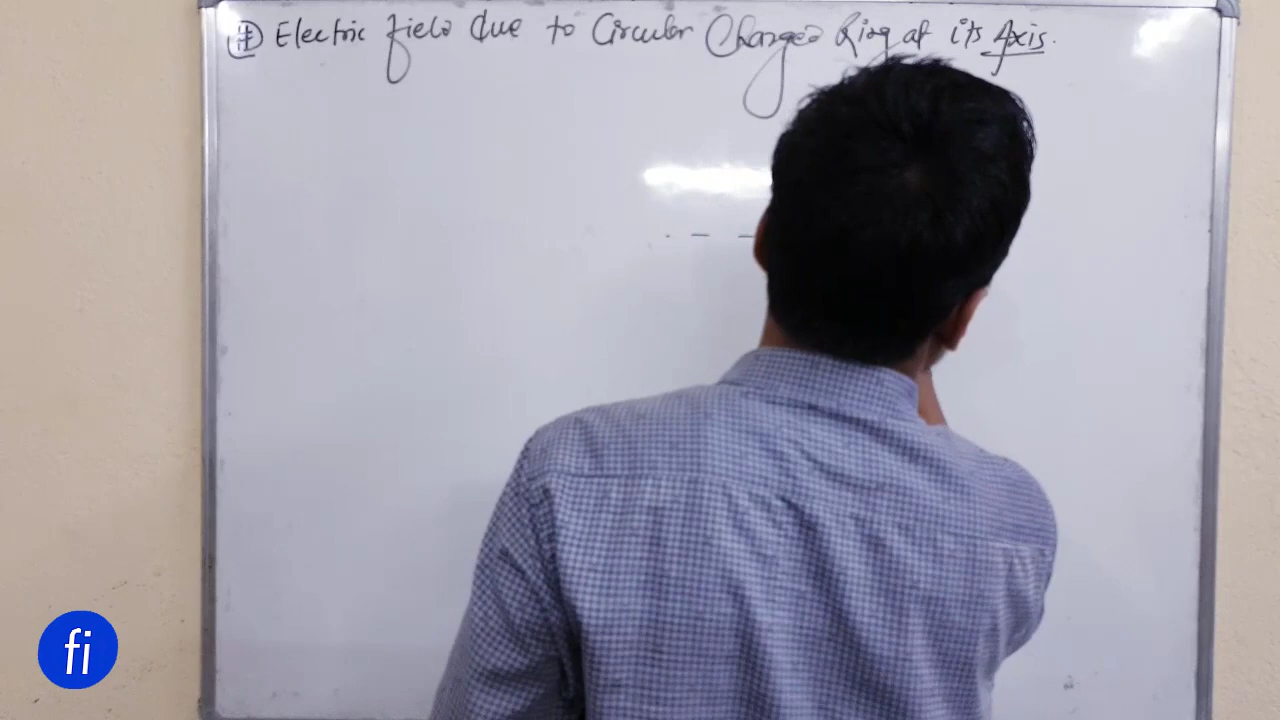 # Electric field due to Circular Charged Ring at its Axis.
fi